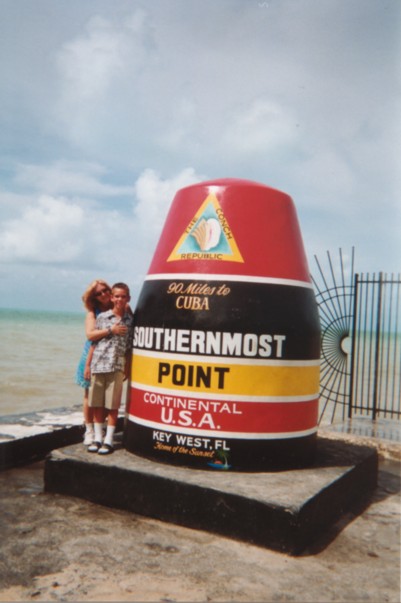 THE CONCH
REPUBLIC
90 Miles to
CUBA
SOUTHERNMOST
POINT
CONTINENTAL
U.S.A.
KEY WEST, FL
Home of the Sunset